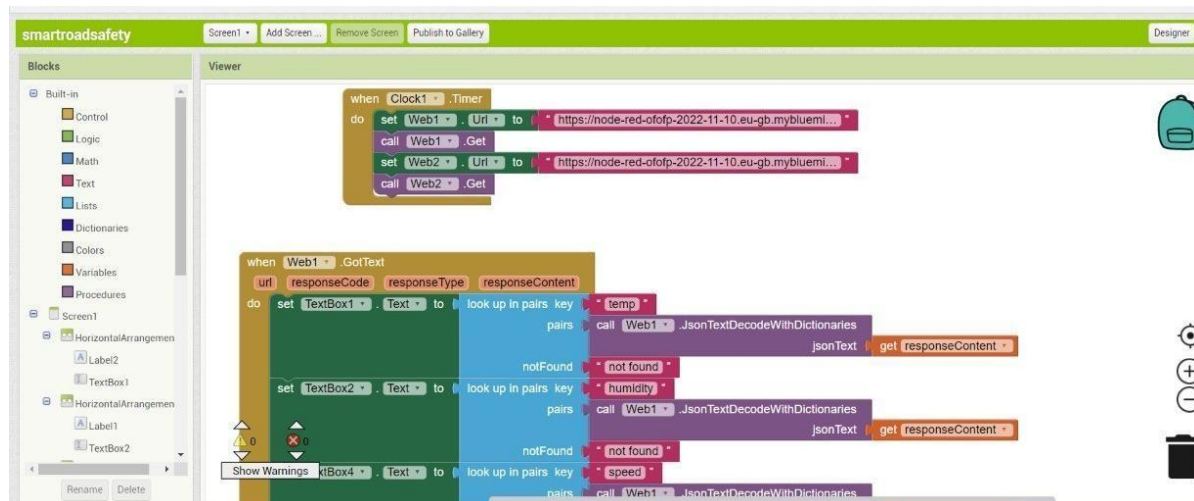 smartroadsafety
Screen1 Add Screen ... Remove Screen Publish to Gallery Designer
Blocks
Viewer
Built-in
Control
Logic
Math
Text
Lists
Dictionaries
Colors
Variables
Procedures
Screen1
HorizontalArrangemen
Label2
TextBox1
HorizontalArrangemen
Label1
TextBox2
Rename Delete
when Clock1 .Timer
do set Web1 . Url to " https://node-red-ofofp-2022-11-10.eu-gb.mybluemi... "
call Web1 .Get
set Web2 . Url to " https://node-red-ofofp-2022-11-10.eu-gb.mybluemi... "
call Web2 .Get
when Web1 .GotText
url responseCode responseType responseContent
do set TextBox1 . Text to look up in pairs key " temp "
pairs call Web1 .JsonTextDecodeWithDictionaries
jsonText get responseContent
notFound " not found "
set TextBox2 . Text to look up in pairs key " humidity "
pairs call Web1 .JsonTextDecodeWithDictionaries
jsonText get responseContent
notFound " not found "
xtBox4 . Text to look up in pairs key " speed "
pairs call Web1 .JsonTextDecodeWithDictionaries
0 0
Show Warnings